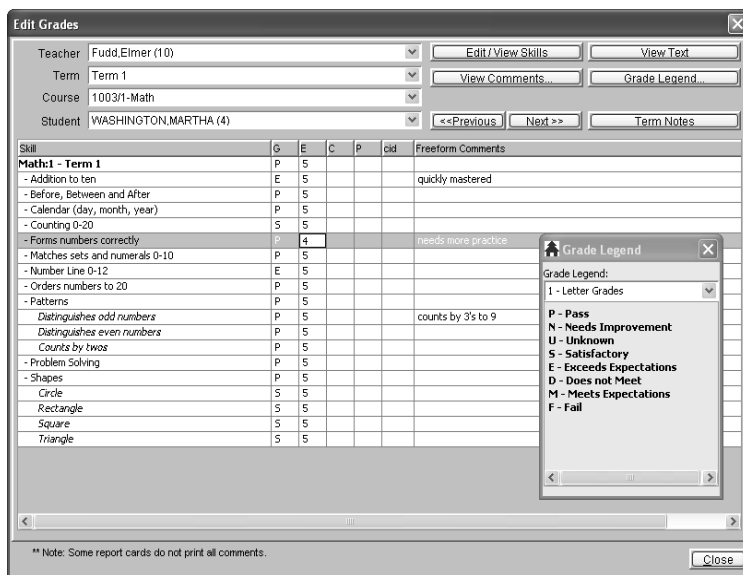 Edit Grades
Teacher Fudd,Elmer (10) Edit / View Skills View Text
Term Term 1 View Comments... Grade Legend...
Course 1003/1-Math
Student WASHINGTON,MARTHA (4) <<Previous Next >> Term Notes
Skill G E C P cid Freeform Comments
Math:1 - Term 1 P 5
- Addition to ten E 5 quickly mastered
- Before, Between and After P 5
- Calendar (day, month, year) P 5
- Counting 0-20 S 5
- Forms numbers correctly P 4 needs more practice
- Matches sets and numerals 0-10 P 5
- Number Line 0-12 E 5
- Orders numbers to 20 P 5
- Patterns P 5
Distinguishes odd numbers P 5 counts by 3's to 9
Distinguishes even numbers P 5
Counts by twos P 5
- Problem Solving P 5
- Shapes P 5
Circle S 5
Rectangle S 5
Square S 5
Triangle S 5
Grade Legend
Grade Legend:
1 - Letter Grades
P - Pass
N - Needs Improvement
U - Unknown
S - Satisfactory
E - Exceeds Expectations
D - Does not Meet
M - Meets Expectations
F - Fail
** Note: Some report cards do not print all comments.
Close